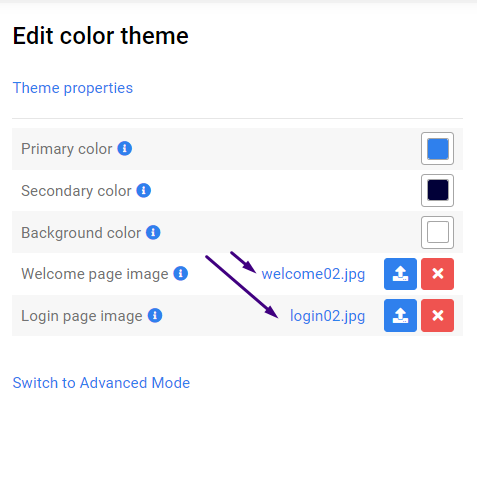 Edit color theme
Theme properties
Primary color
Secondary color
Background color
Welcome page image welcome02.jpg
Login page image login02.jpg
Switch to Advanced Mode